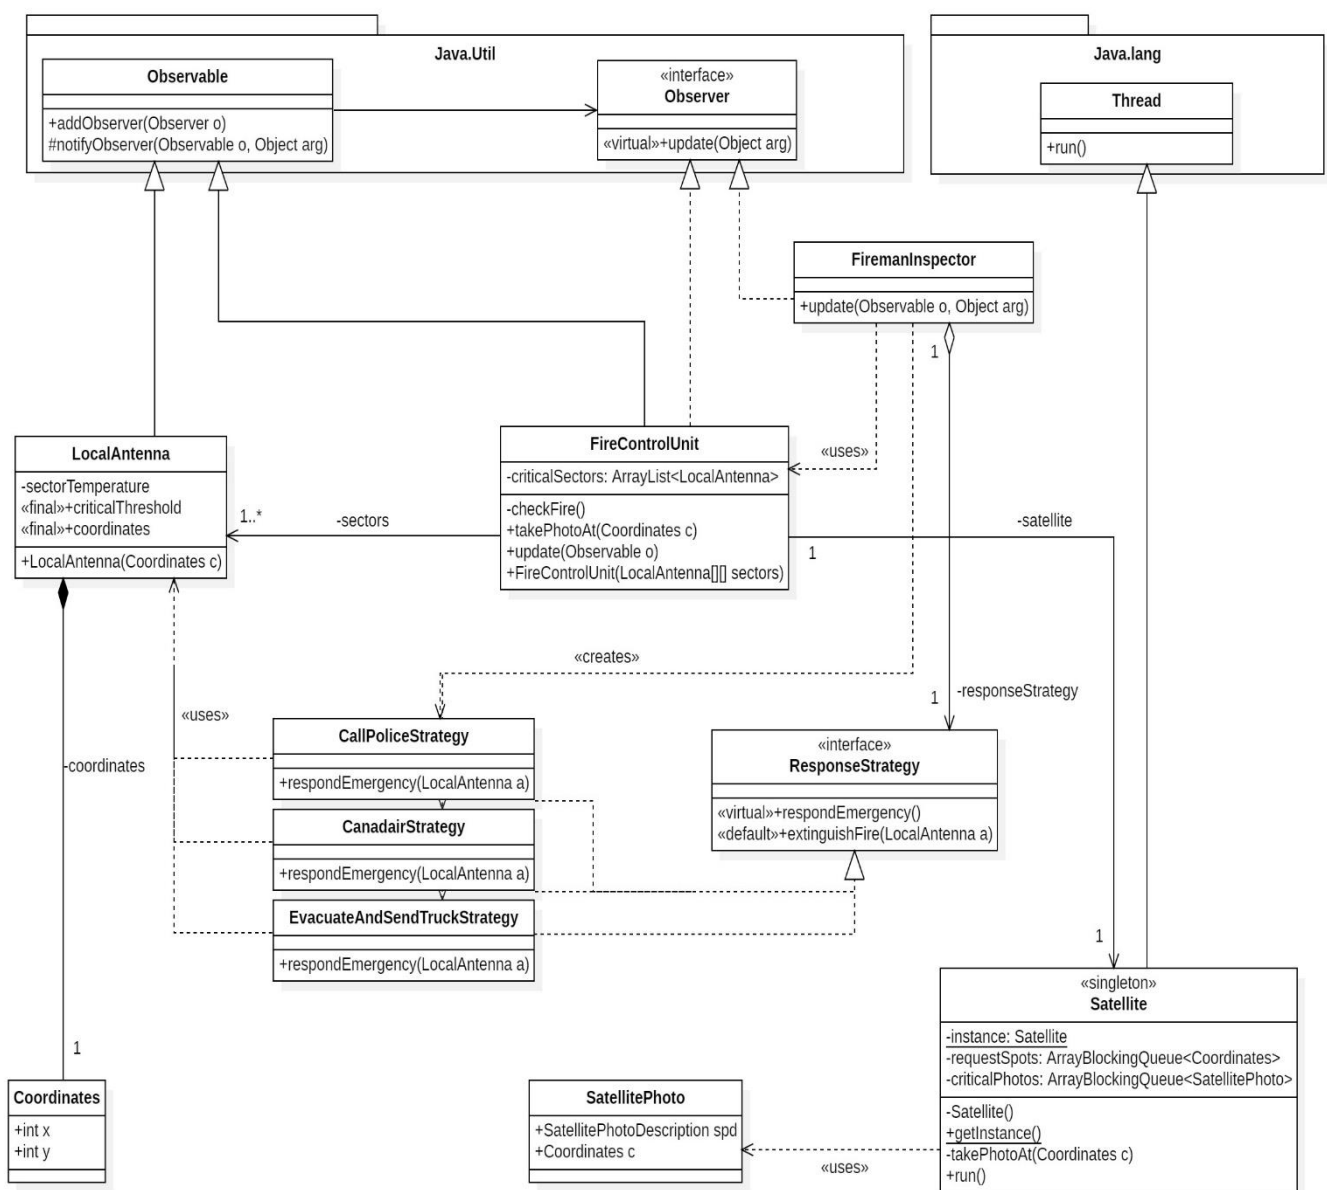 Java.Util
Observable
+addObserver(Observer o)
#notifyObserver(Observable o, Object arg)
«interface»
Observer
«virtual»+update(Object arg)
Java.lang
Thread
+run()
FiremanInspector
+update(Observable o, Object arg)
1
«uses»
LocalAntenna
-sectorTemperature
«final»+criticalThreshold
«final»+coordinates
+LocalAntenna(Coordinates c)
1..*
-sectors
FireControlUnit
-criticalSectors: ArrayList<LocalAntenna>
-checkFire()
+takePhotoAt(Coordinates c)
+update(Observable o)
+FireControlUnit(LocalAntenna[][] sectors)
1
-satellite
«creates»
1
-responseStrategy
«uses»
-coordinates
CallPoliceStrategy
+respondEmergency(LocalAntenna a)
CanadairStrategy
+respondEmergency(LocalAntenna a)
EvacuateAndSendTruckStrategy
+respondEmergency(LocalAntenna a)
«interface»
ResponseStrategy
«virtual»+respondEmergency()
«default»+extinguishFire(LocalAntenna a)
1
1
Coordinates
+int x
+int y
SatellitePhoto
+SatellitePhotoDescription spd
+Coordinates c
«uses»
«singleton»
Satellite
-instance: Satellite
-requestSpots: ArrayBlockingQueue<Coordinates>
-criticalPhotos: ArrayBlockingQueue<SatellitePhoto>
-Satellite()
+getInstance()
-takePhotoAt(Coordinates c)
+run()